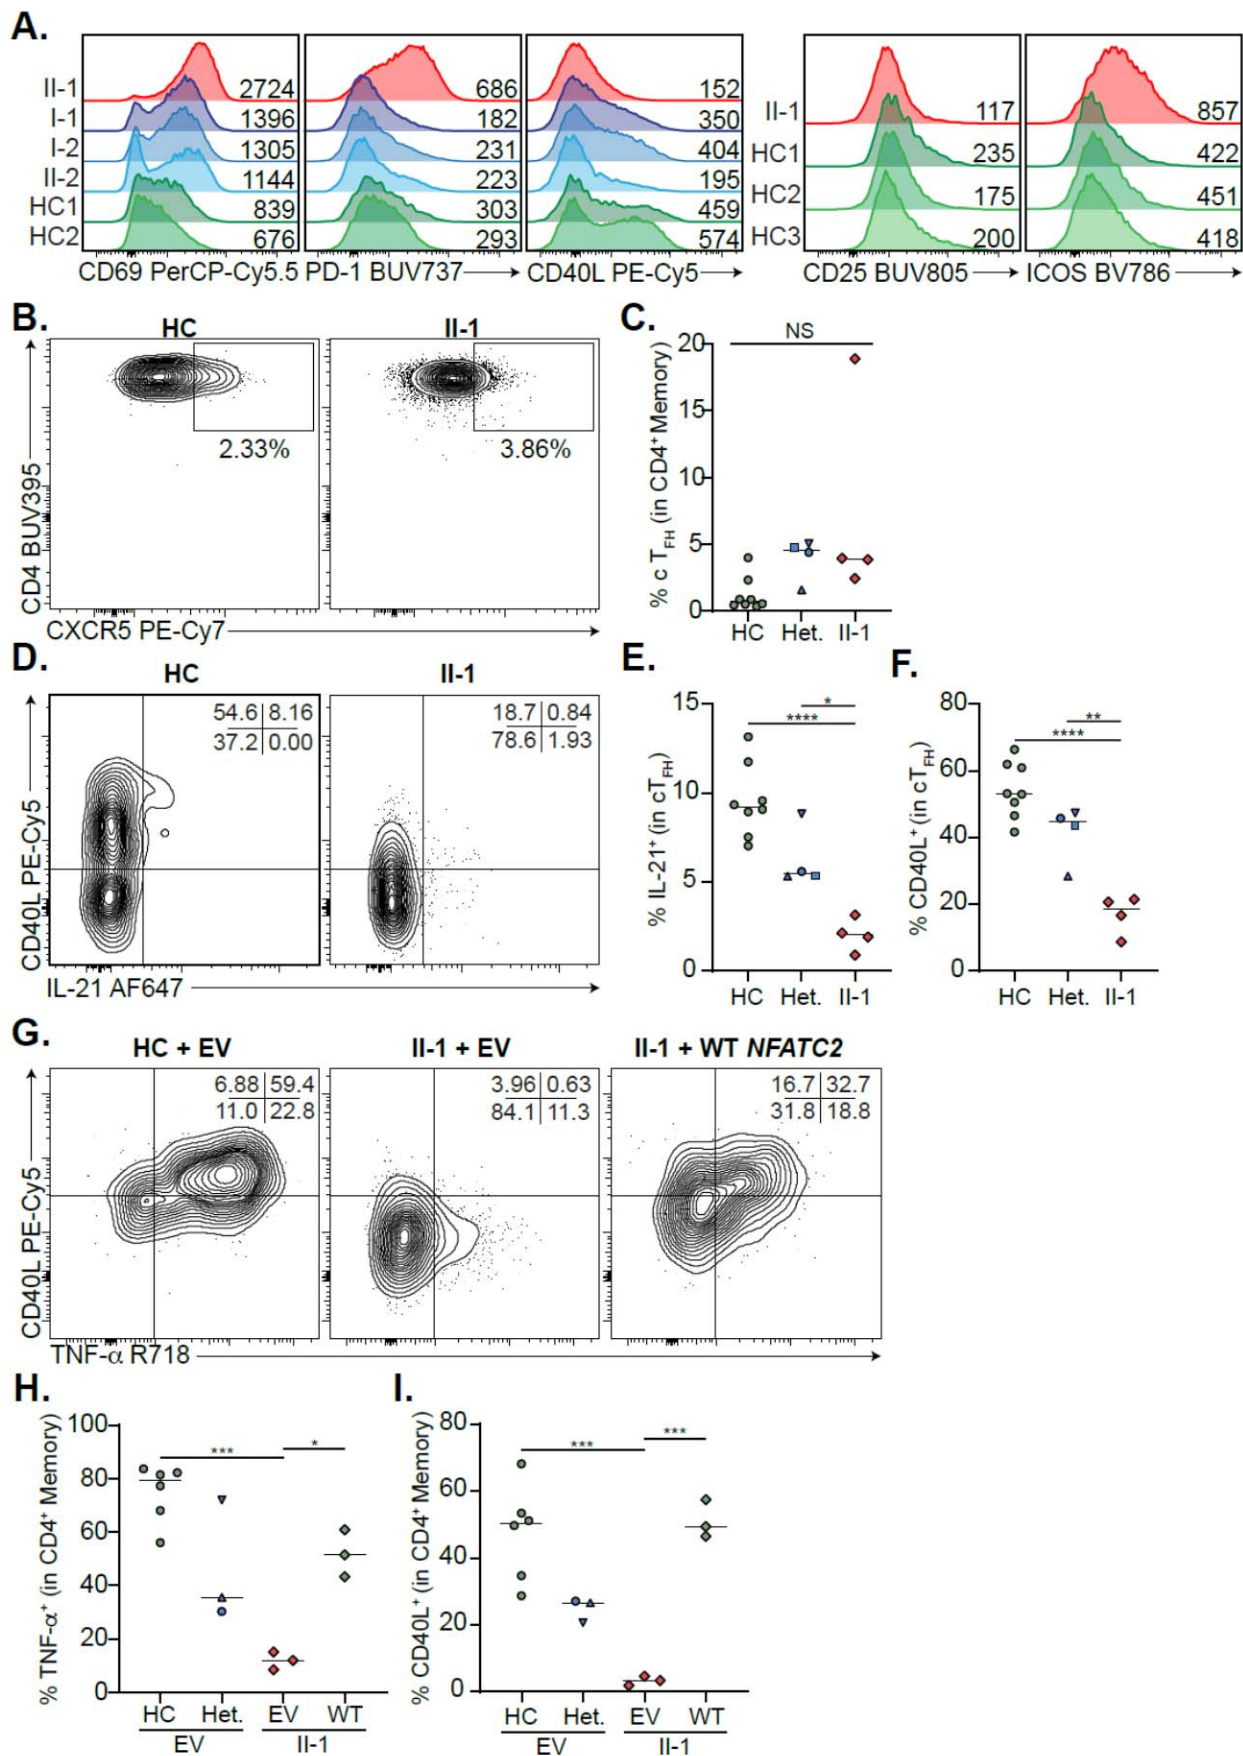 A.
II-1 2724 686 152
I-1 1396 182 350
I-2 1305 231 404
II-2 1144 223 195
HC1 839 303 459
HC2 676 293 574
CD69 PerCP-Cy5.5 PD-1 BUV737 CD40L PE-Cy5
II-1 117 857
HC1 235 422
HC2 175 451
HC3 200 418
CD25 BUV805 ICOS BV786
B.
HC II-1
2.33% 3.86%
CD4 BUV395
CXCR5 PE-Cy7
C.
NS
20
15
10
5
0
% c TFH (in CD4+ Memory)
HC Het. II-1
D.
HC II-1
54.6 8.16 18.7 0.84
37.2 0.00 78.6 1.93
CD40L PE-Cy5
IL-21 AF647
E.
15
10
5
0
*
****
% IL-21+ (in cTFH)
HC Het. II-1
F.
80
60
40
20
0
**
****
% CD40L+ (in cTFH)
HC Het. II-1
G.
HC + EV II-1 + EV II-1 + WT NFATC2
6.88 59.4 3.96 0.63 16.7 32.7
11.0 22.8 84.1 11.3 31.8 18.8
CD40L PE-Cy5
TNF-α R718
H.
100
80
60
40
20
0
*** *
% TNF-α+ (in CD4+ Memory)
HC Het. EV WT
EV II-1
I.
80
60
40
20
0
*** ***
% CD40L+ (in CD4+ Memory)
HC Het. EV WT
EV II-1